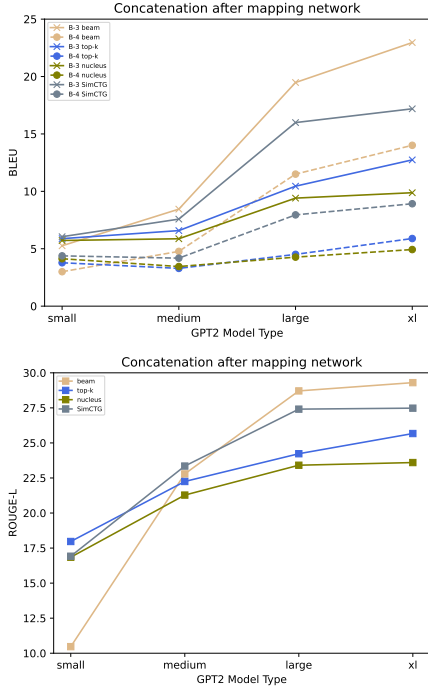 Concatenation after mapping network
25
20
15
10
5
0
BLEU
B-3 beam
B-4 beam
B-3 top-k
B-4 top-k
B-3 nucleus
B-4 nucleus
B-3 SimCTG
B-4 SimCTG
small medium large xl
GPT2 Model Type
Concatenation after mapping network
30.0
27.5
25.0
22.5
20.0
17.5
15.0
12.5
10.0
ROUGE-L
beam
top-k
nucleus
SimCTG
small medium large xl
GPT2 Model Type